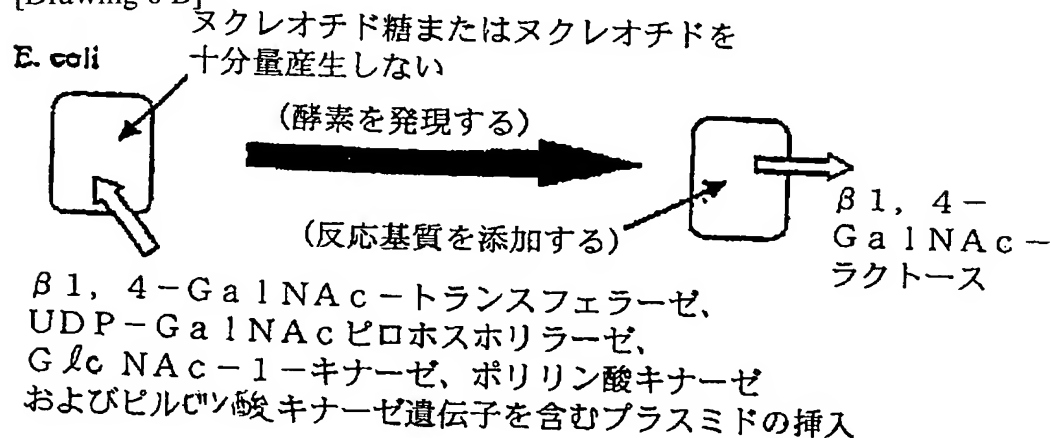 [Drawing 8 B]
ヌクレオチド糖またはヌクレオチドを
E. coli
十分量産生しない
(酵素を発現する)
(反応基質を添加する)
β1, 4-
GalNAc-
ラクトース
β1, 4-GalNAc-トランスフェラーゼ、
UDP-GalNAcピロホスホリラーゼ、
GlcNAc-1-キナーゼ、ポリリン酸キナーゼ
およびピルビン酸キナーゼ遺伝子を含むプラスミドの挿入